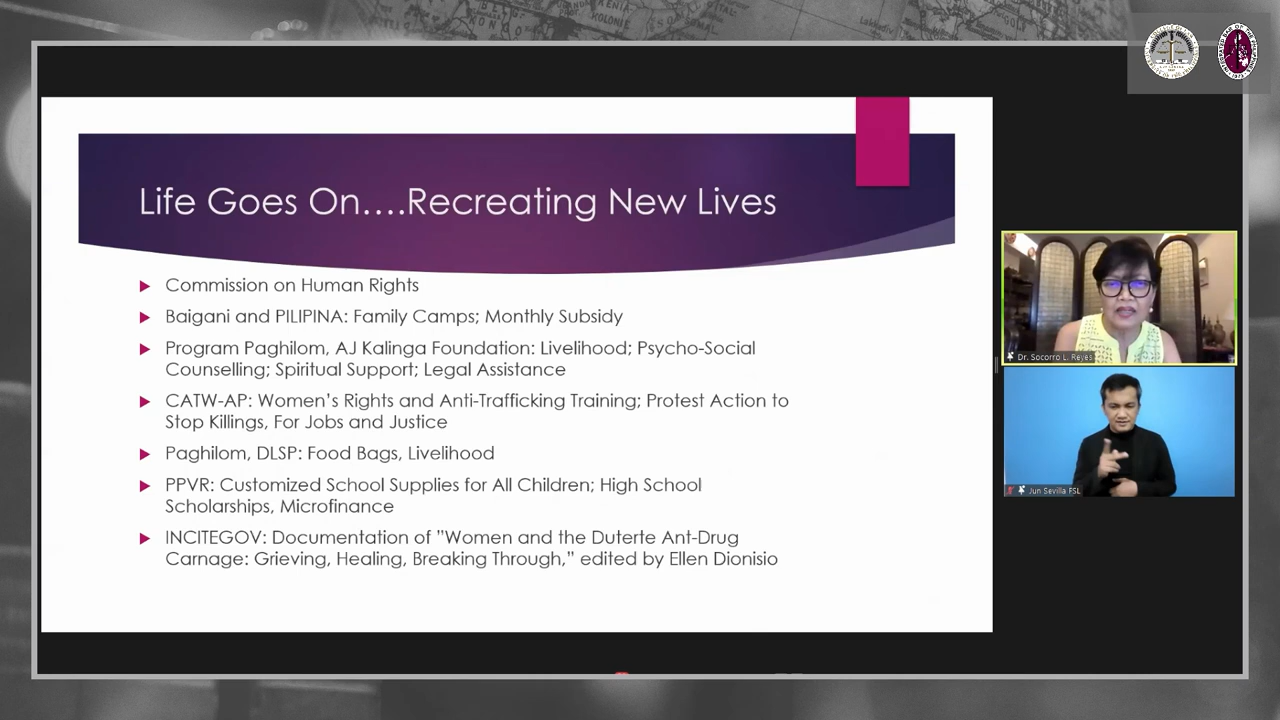 Life Goes On....Recreating New Lives
Commission on Human Rights
Baigani and PILIPINA: Family Camps; Monthly Subsidy
Program Paghilom, AJ Kalinga Foundation: Livelihood; Psycho-Social
Counselling; Spiritual Support; Legal Assistance
CATW-AP: Women's Rights and Anti-Trafficking Training; Protest Action to
Stop Killings, For Jobs and Justice
Paghilom, DLSP: Food Bags, Livelihood
PPVR: Customized School Supplies for All Children; High School
Scholarships, Microfinance
INCITEGOV: Documentation of "Women and the Duterte Ant-Drug
Carnage: Grieving, Healing, Breaking Through," edited by Ellen Dionisio
Dr. Socorro L. Reyes
Jun Sevilla FSL